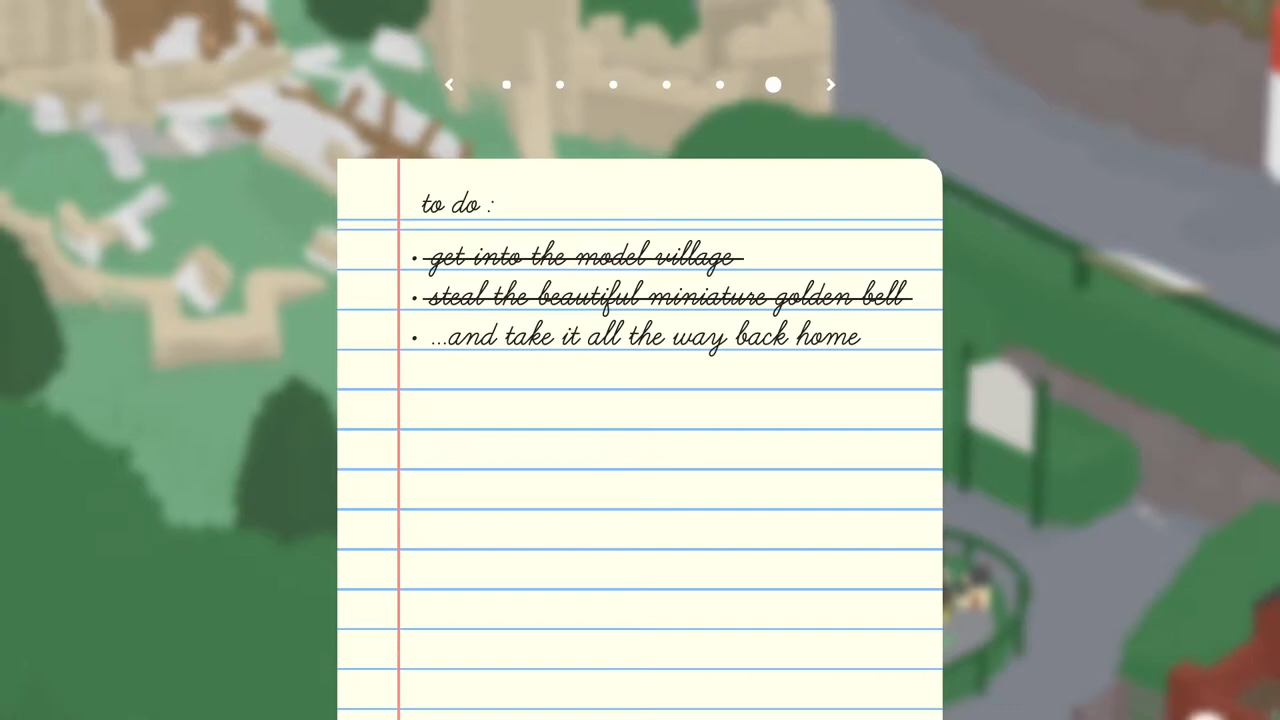 to do :
• get into the model village
• steal the beautiful miniature golden bell
• ...and take it all the way back home